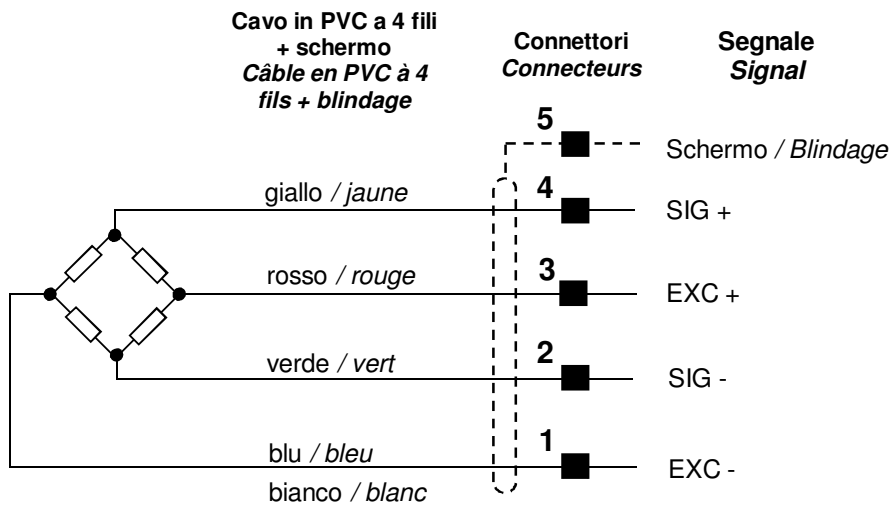 Cavo in PVC a 4 fili
+ schermo
Câble en PVC à 4
fils + blindage
Connettori
Connecteurs
Segnale
Signal
5
Schermo / Blindage
giallo / jaune
4
SIG +
rosso / rouge
3
EXC +
verde / vert
2
SIG -
blu / bleu
1
EXC -
bianco / blanc